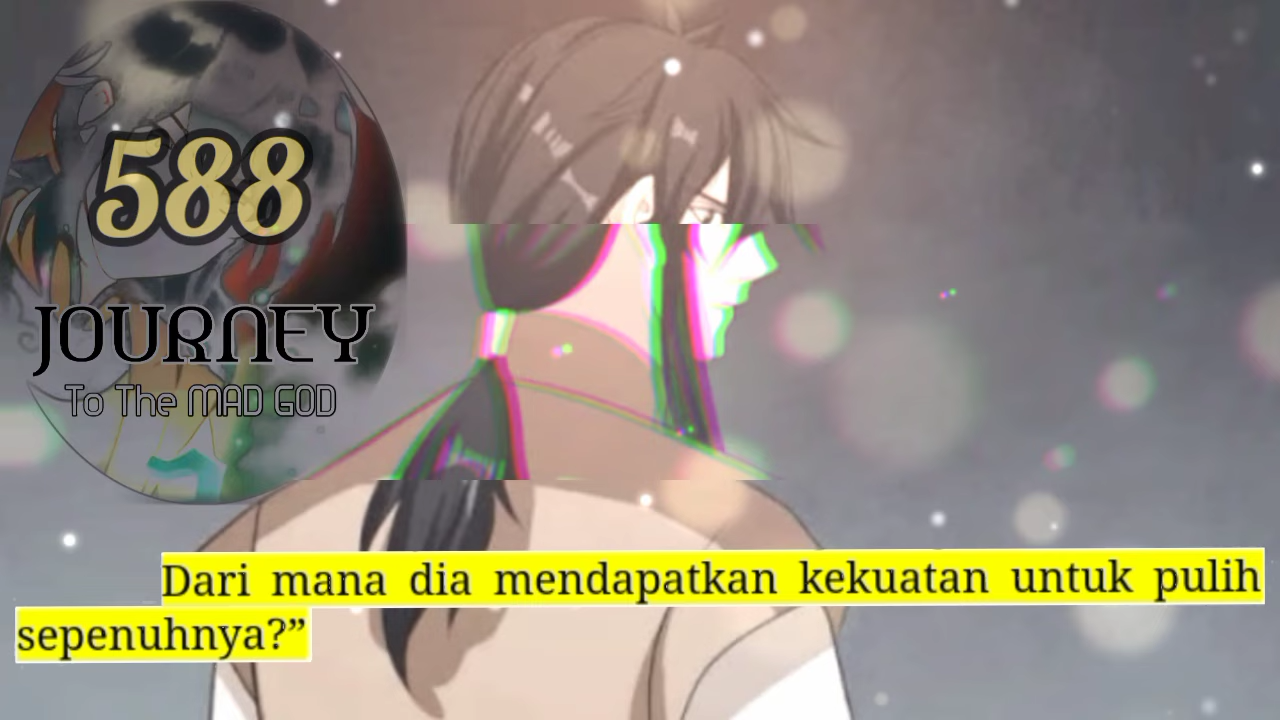 588
JOURNEY
To The MAD GOD
Dari mana dia mendapatkan kekuatan untuk pulih
sepenuhnya?”